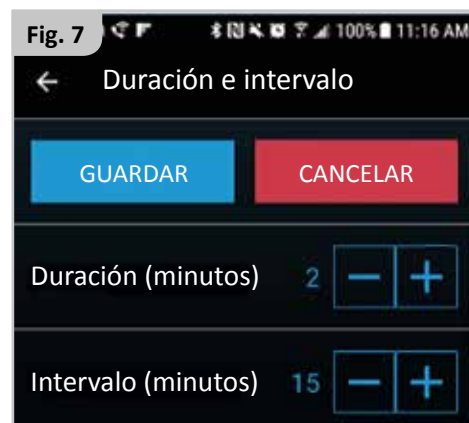 Fig. 7
100% 11:16 AM
Duración e intervalo
GUARDAR CANCELAR
Duración (minutos) 2 − +
Intervalo (minutos) 15 − +